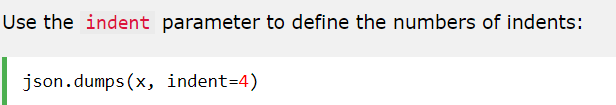 Use the indent parameter to define the numbers of indents:
json.dumps(x, indent=4)